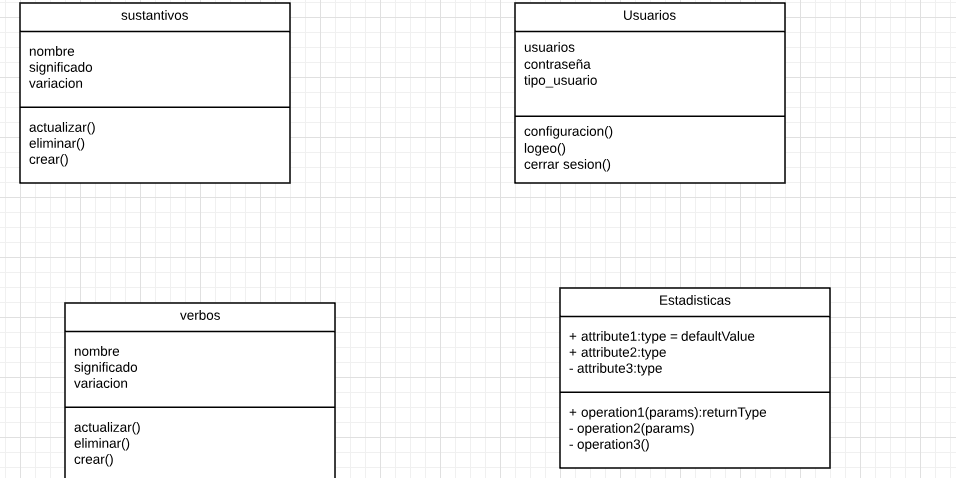 sustantivos
nombre
significado
variacion
actualizar()
eliminar()
crear()
Usuarios
usuarios
contraseña
tipo_usuario
configuracion()
logeo()
cerrar sesion()
verbos
nombre
significado
variacion
actualizar()
eliminar()
crear()
Estadisticas
+ attribute1:type = defaultValue
+ attribute2:type
- attribute3:type
+ operation1(params):returnType
- operation2(params)
- operation3()